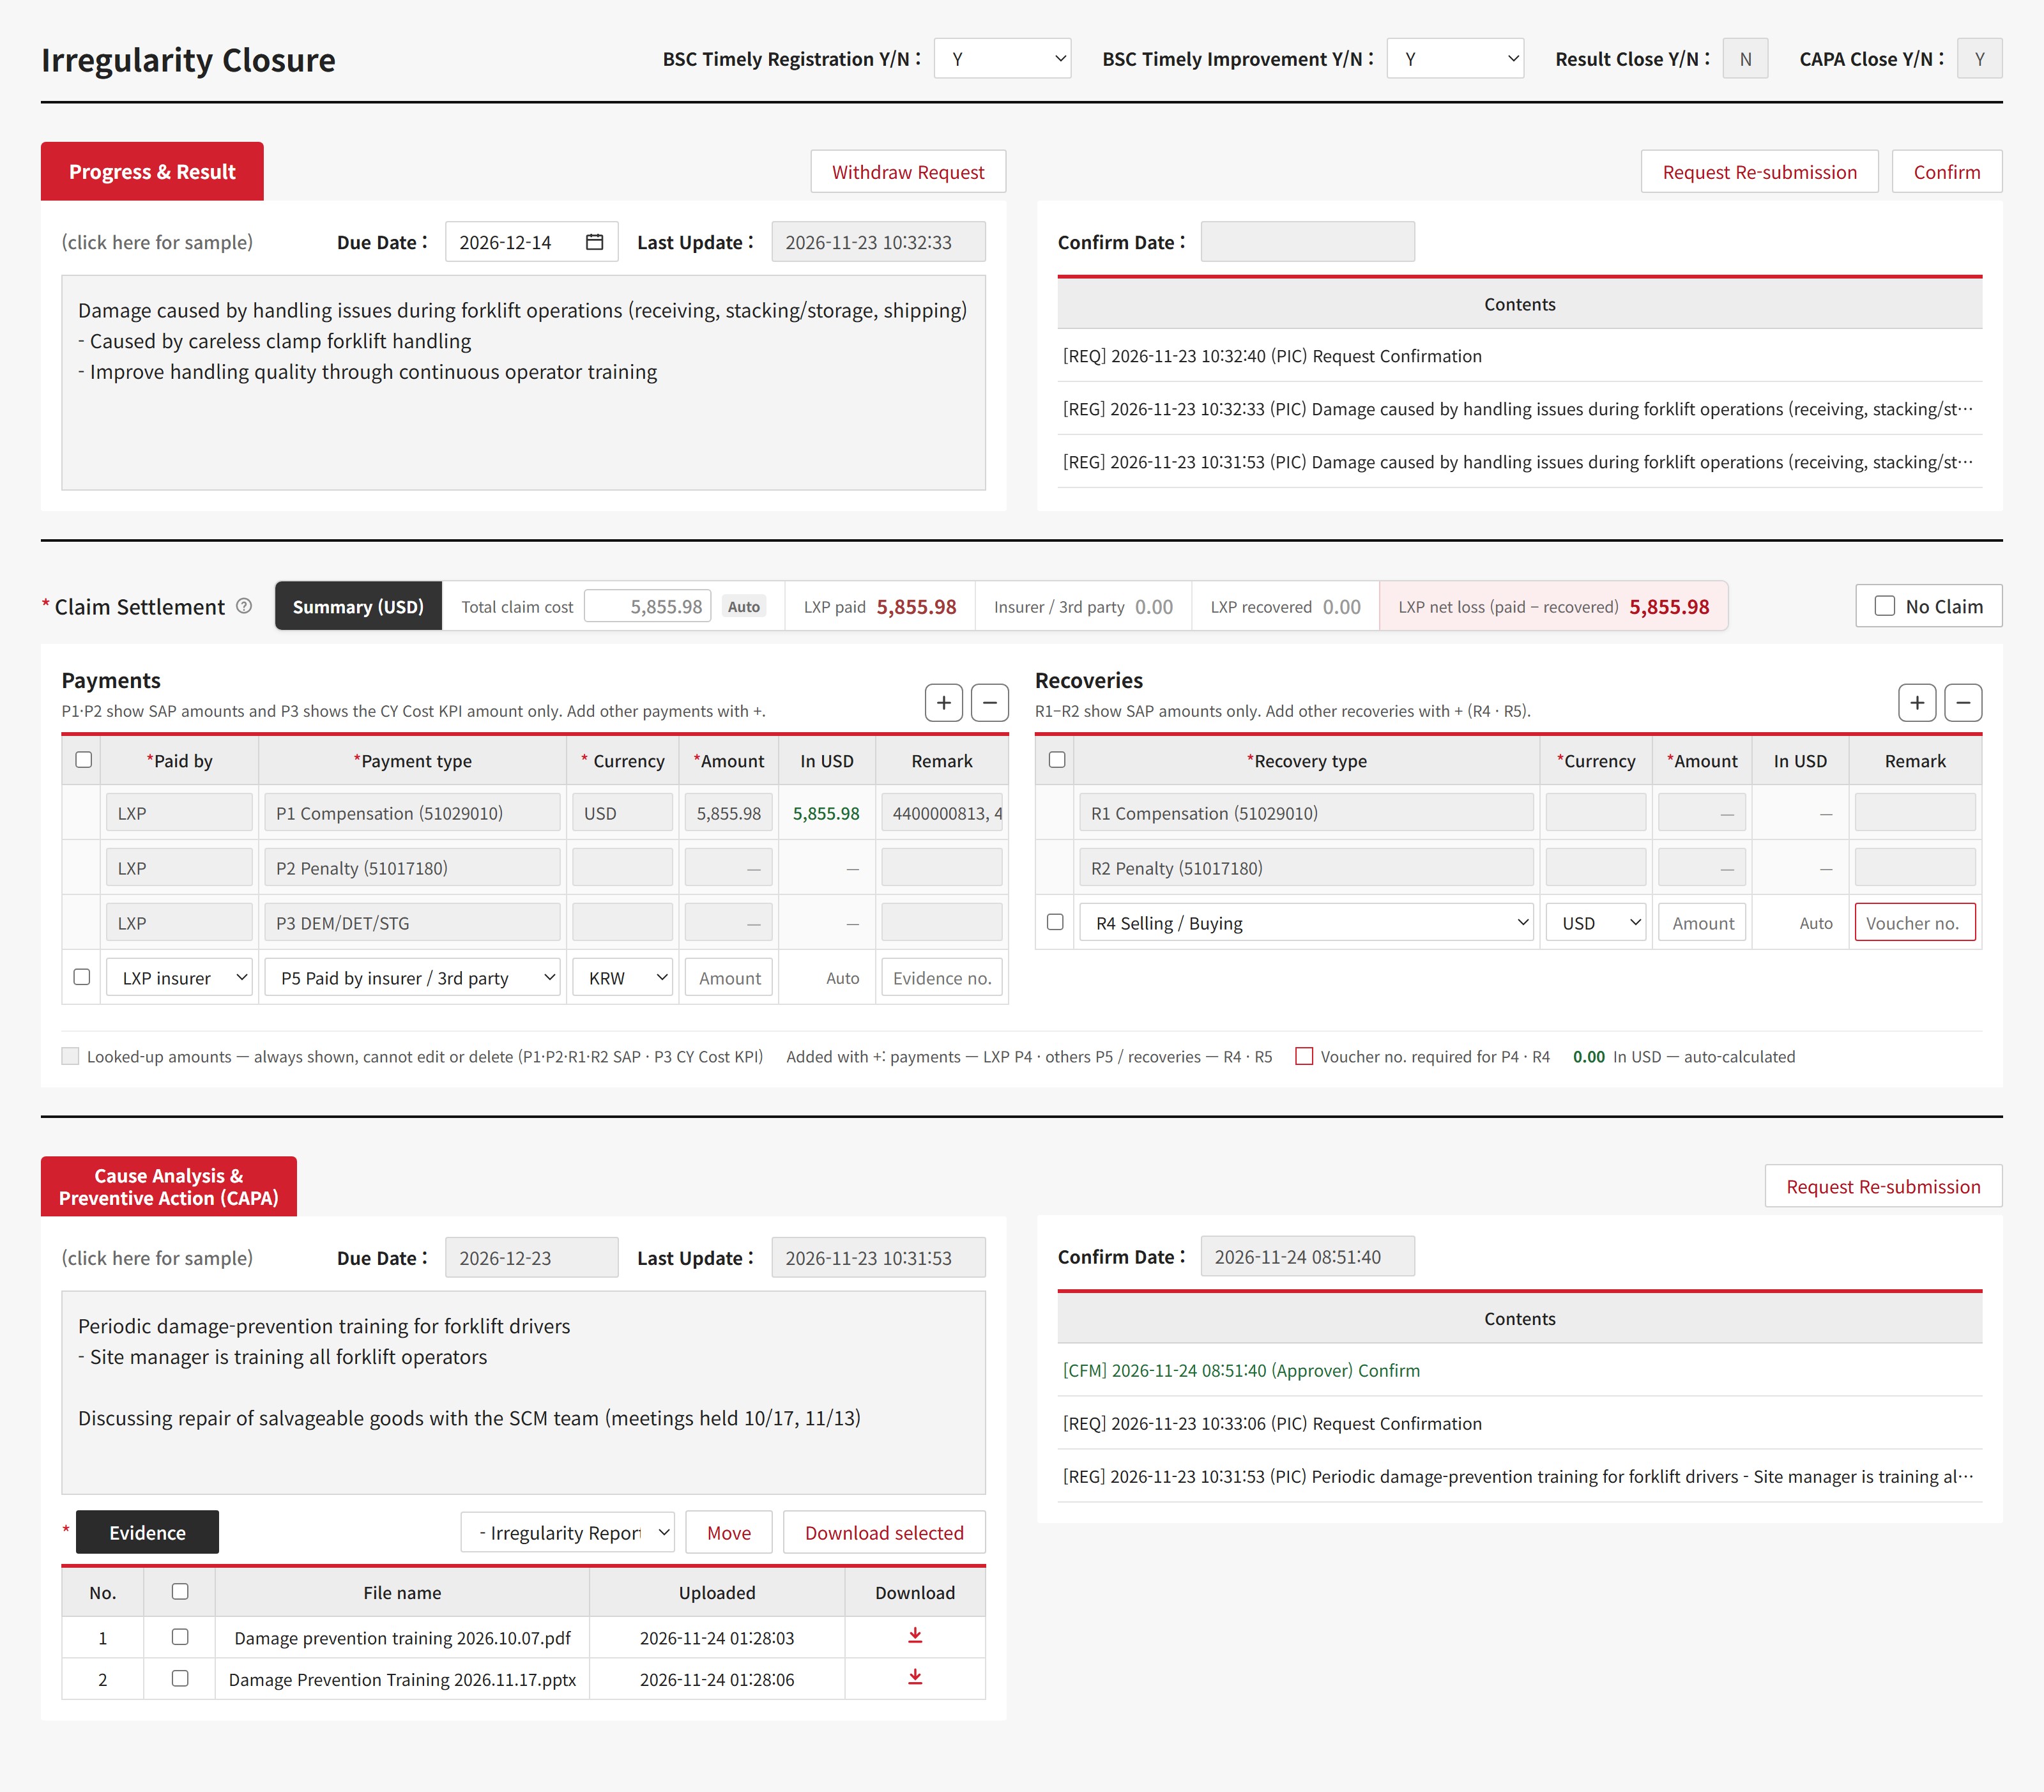 Irregularity Closure
BSC Timely Registration Y/N : Y
BSC Timely Improvement Y/N : Y
Result Close Y/N : N
CAPA Close Y/N : Y
Progress & Result
Withdraw Request
Request Re-submission
Confirm
(click here for sample)
Due Date : 2026-12-14
Last Update : 2026-11-23 10:32:33
Damage caused by handling issues during forklift operations (receiving, stacking/storage, shipping)
- Caused by careless clamp forklift handling
- Improve handling quality through continuous operator training
Confirm Date :
Contents
[REQ] 2026-11-23 10:32:40 (PIC) Request Confirmation
[REG] 2026-11-23 10:32:33 (PIC) Damage caused by handling issues during forklift operations (receiving, stacking/st…
[REG] 2026-11-23 10:31:53 (PIC) Damage caused by handling issues during forklift operations (receiving, stacking/st…
* Claim Settlement ?
Summary (USD)
Total claim cost 5,855.98 Auto
LXP paid 5,855.98
Insurer / 3rd party 0.00
LXP recovered 0.00
LXP net loss (paid − recovered) 5,855.98
No Claim
Payments
P1·P2 show SAP amounts and P3 shows the CY Cost KPI amount only. Add other payments with +.
+ −
*Paid by *Payment type * Currency *Amount In USD Remark
LXP P1 Compensation (51029010) USD 5,855.98 5,855.98 4400000813, 4
LXP P2 Penalty (51017180) — —
LXP P3 DEM/DET/STG — —
LXP insurer P5 Paid by insurer / 3rd party KRW Amount Auto Evidence no.
Recoveries
R1–R2 show SAP amounts only. Add other recoveries with + (R4 · R5).
+ −
*Recovery type *Currency *Amount In USD Remark
R1 Compensation (51029010) — —
R2 Penalty (51017180) — —
R4 Selling / Buying USD Amount Auto Voucher no.
Looked-up amounts — always shown, cannot edit or delete (P1·P2·R1·R2 SAP · P3 CY Cost KPI)
Added with +: payments — LXP P4 · others P5 / recoveries — R4 · R5
Voucher no. required for P4 · R4
0.00 In USD — auto-calculated
Cause Analysis &
Preventive Action (CAPA)
Request Re-submission
(click here for sample)
Due Date : 2026-12-23
Last Update : 2026-11-23 10:31:53
Periodic damage-prevention training for forklift drivers
- Site manager is training all forklift operators
Discussing repair of salvageable goods with the SCM team (meetings held 10/17, 11/13)
Confirm Date : 2026-11-24 08:51:40
Contents
[CFM] 2026-11-24 08:51:40 (Approver) Confirm
[REQ] 2026-11-23 10:33:06 (PIC) Request Confirmation
[REG] 2026-11-23 10:31:53 (PIC) Periodic damage-prevention training for forklift drivers - Site manager is training al…
* Evidence
- Irregularity Report
Move
Download selected
No. File name Uploaded Download
1 Damage prevention training 2026.10.07.pdf 2026-11-24 01:28:03
2 Damage Prevention Training 2026.11.17.pptx 2026-11-24 01:28:06